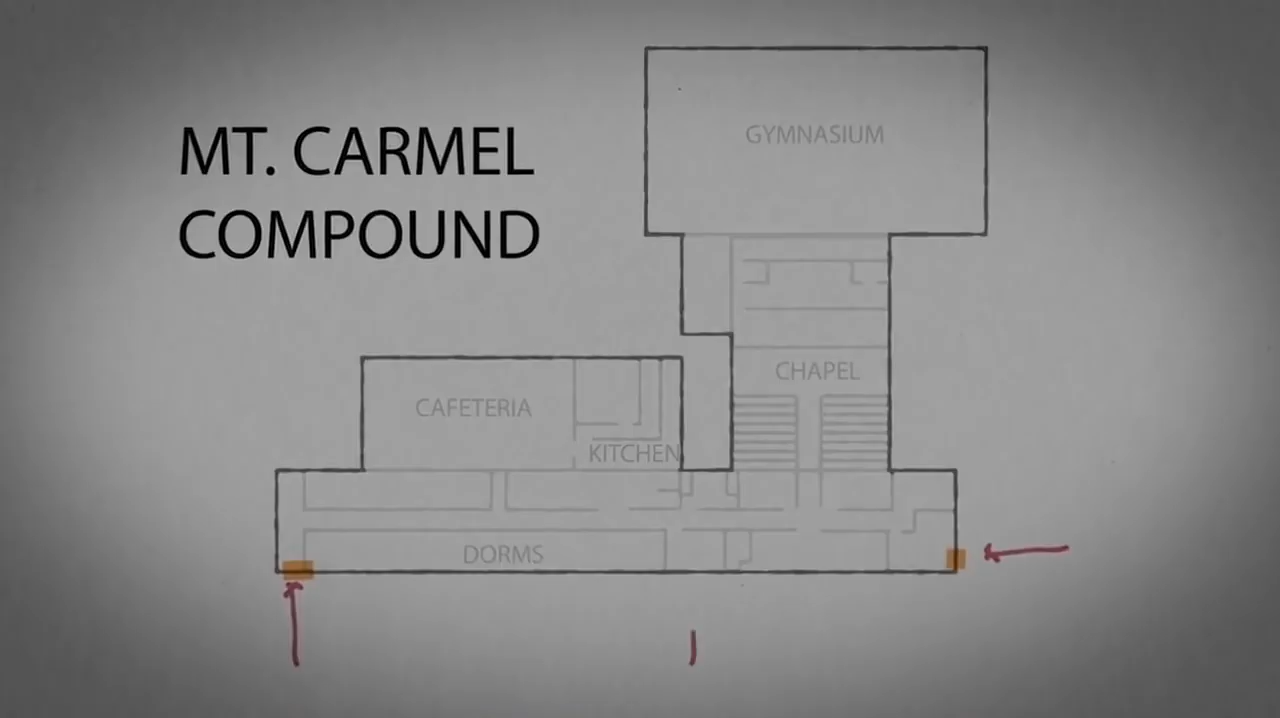 MT. CARMEL
COMPOUND
GYMNASIUM
CHAPEL
CAFETERIA
KITCHEN
DORMS